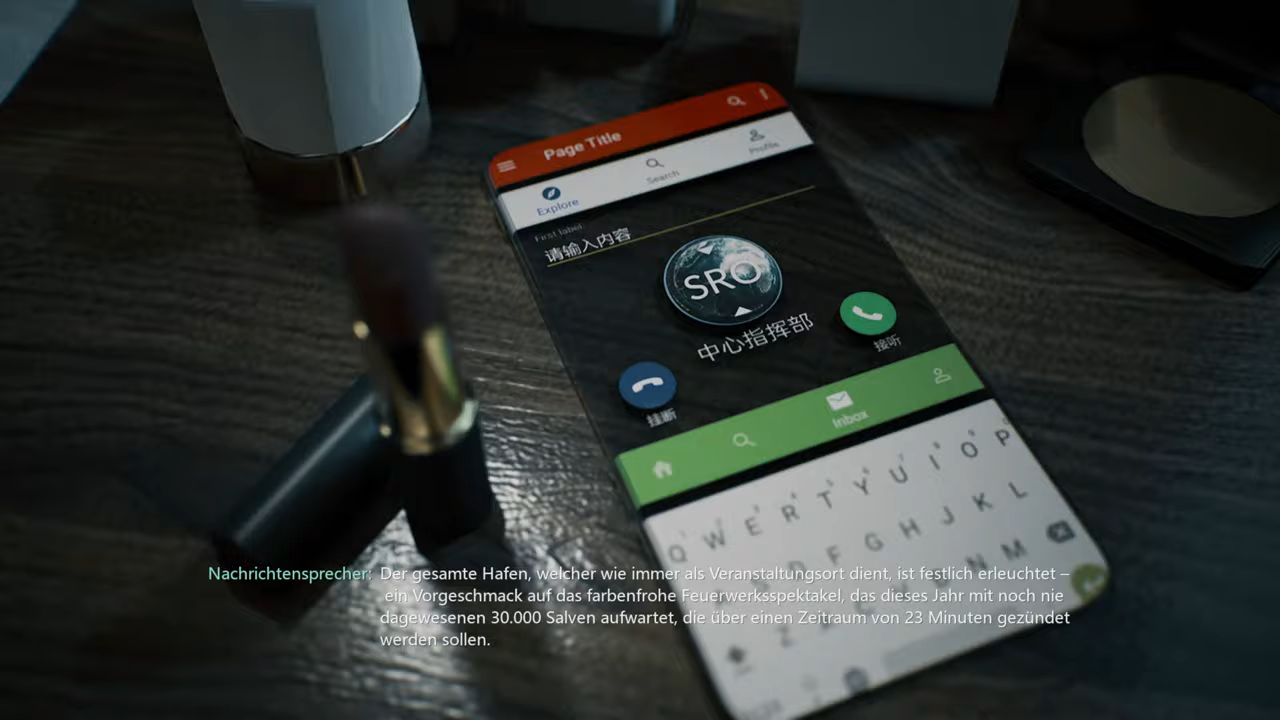 Page Title
Explore
Search
Profile
First label
请输入内容
SRO
中心指挥部
挂断
接听
Inbox
Q W E R T Y U I O P
F G H J K L
N M
Z
Nachrichtensprecher: Der gesamte Hafen, welcher wie immer als Veranstaltungsort dient, ist festlich erleuchtet –
ein Vorgeschmack auf das farbenfrohe Feuerwerksspektakel, das dieses Jahr mit noch nie
dagewesenen 30.000 Salven aufwartet, die über einen Zeitraum von 23 Minuten gezündet
werden sollen.